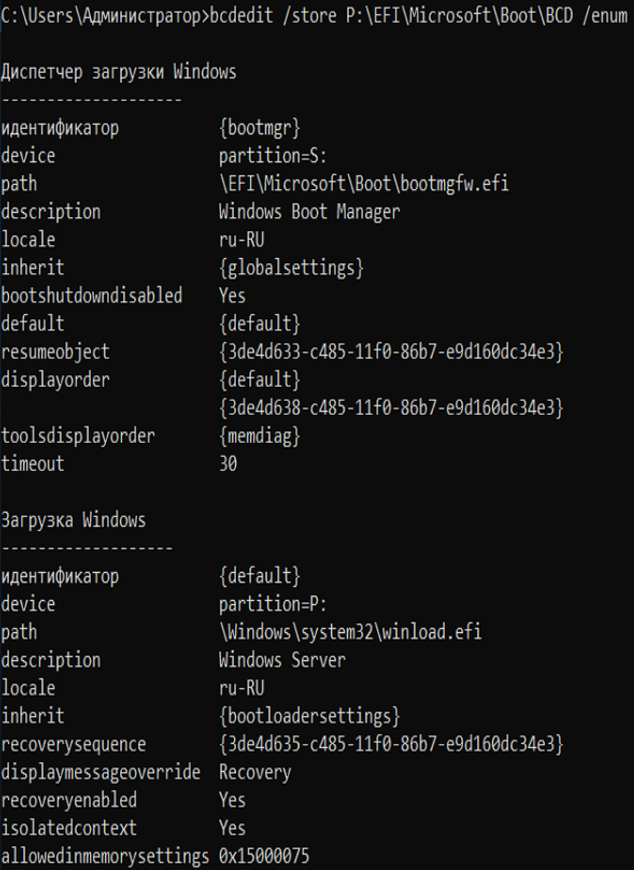 C:\Users\Администратор>bcdedit /store P:\EFI\Microsoft\Boot\BCD /enum
Диспетчер загрузки Windows
--------------------
идентификатор {bootmgr}
device partition=S:
path \EFI\Microsoft\Boot\bootmgfw.efi
description Windows Boot Manager
locale ru-RU
inherit {globalsettings}
bootshutdowndisabled Yes
default {default}
resumeobject {3de4d633-c485-11f0-86b7-e9d160dc34e3}
displayorder {default}
{3de4d638-c485-11f0-86b7-e9d160dc34e3}
toolsdisplayorder {memdiag}
timeout 30
Загрузка Windows
-------------------
идентификатор {default}
device partition=P:
path \Windows\system32\winload.efi
description Windows Server
locale ru-RU
inherit {bootloadersettings}
recoverysequence {3de4d635-c485-11f0-86b7-e9d160dc34e3}
displaymessageoverride Recovery
recoveryenabled Yes
isolatedcontext Yes
allowedinmemorysettings 0x15000075